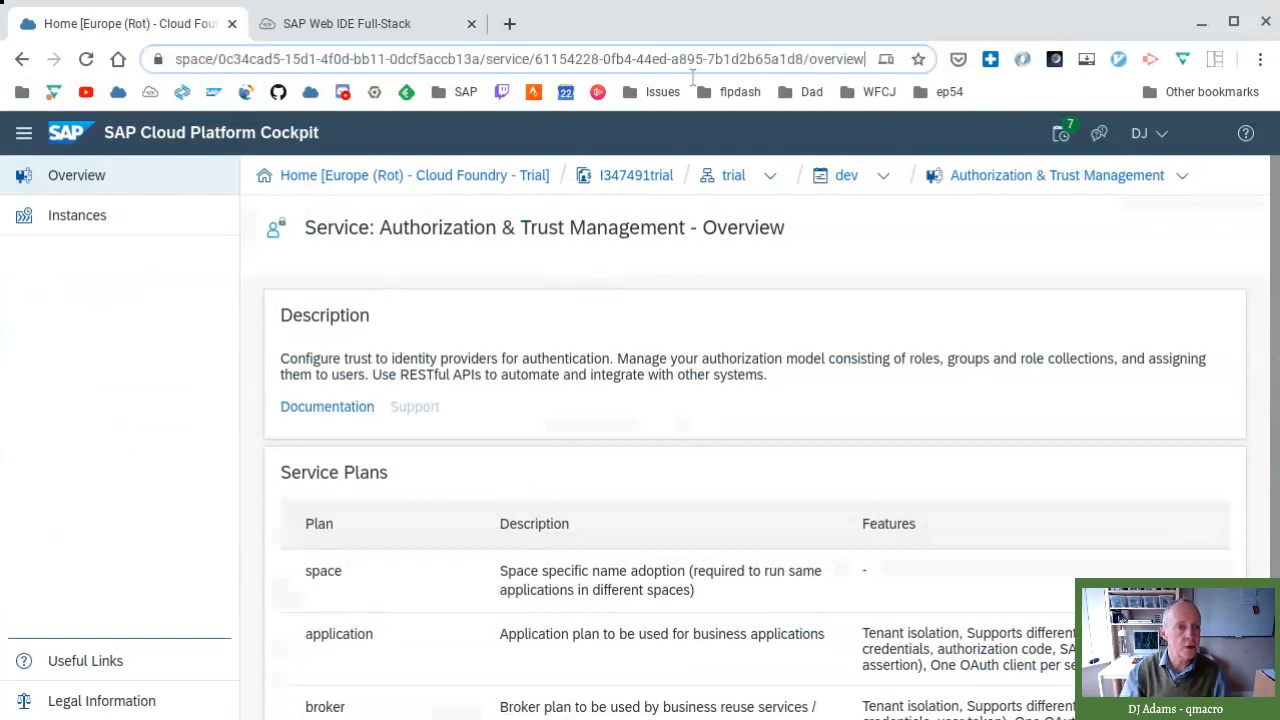 Home [Europe (Rot) - Cloud Four
SAP Web IDE Full-Stack
space/0c34cad5-15d1-4f0d-bb11-0dcf5accb13a/service/61154228-0fb4-44ed-a895-7b1d2b65a1d8/overview
22
SAP
Issues
flpdash
Dad
WFCJ
ep54
Other bookmarks
SAP
SAP Cloud Platform Cockpit
7
DJ
Overview
Home [Europe (Rot) - Cloud Foundry - Trial]
/
I347491trial
/
trial
/
dev
/
Authorization & Trust Management
Instances
Service: Authorization & Trust Management - Overview
Description
Configure trust to identity providers for authentication. Manage your authorization model consisting of roles, groups and role collections, and assigning
them to users. Use RESTful APIs to automate and integrate with other systems.
Documentation
Support
Service Plans
Plan
Description
Features
space
Space specific name adoption (required to run same
applications in different spaces)
-
application
Application plan to be used for business applications
Tenant isolation, Supports different
credentials, authorization code, SA
assertion), One OAuth client per se
broker
Broker plan to be used by business reuse services /
Tenant isolation, Supports different
Useful Links
Legal Information
DJ Adams - qmacro